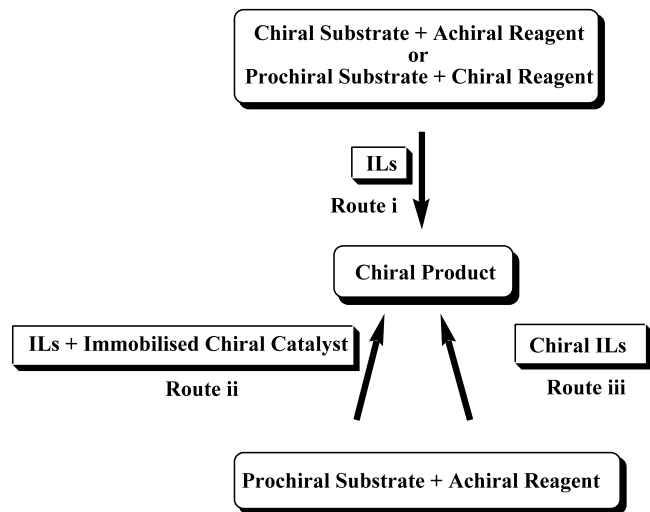 Chiral Substrate + Achiral Reagent
or
Prochiral Substrate + Chiral Reagent
ILs
Route i
Chiral Product
ILs + Immobilised Chiral Catalyst
Route ii
Chiral ILs
Route iii
Prochiral Substrate + Achiral Reagent